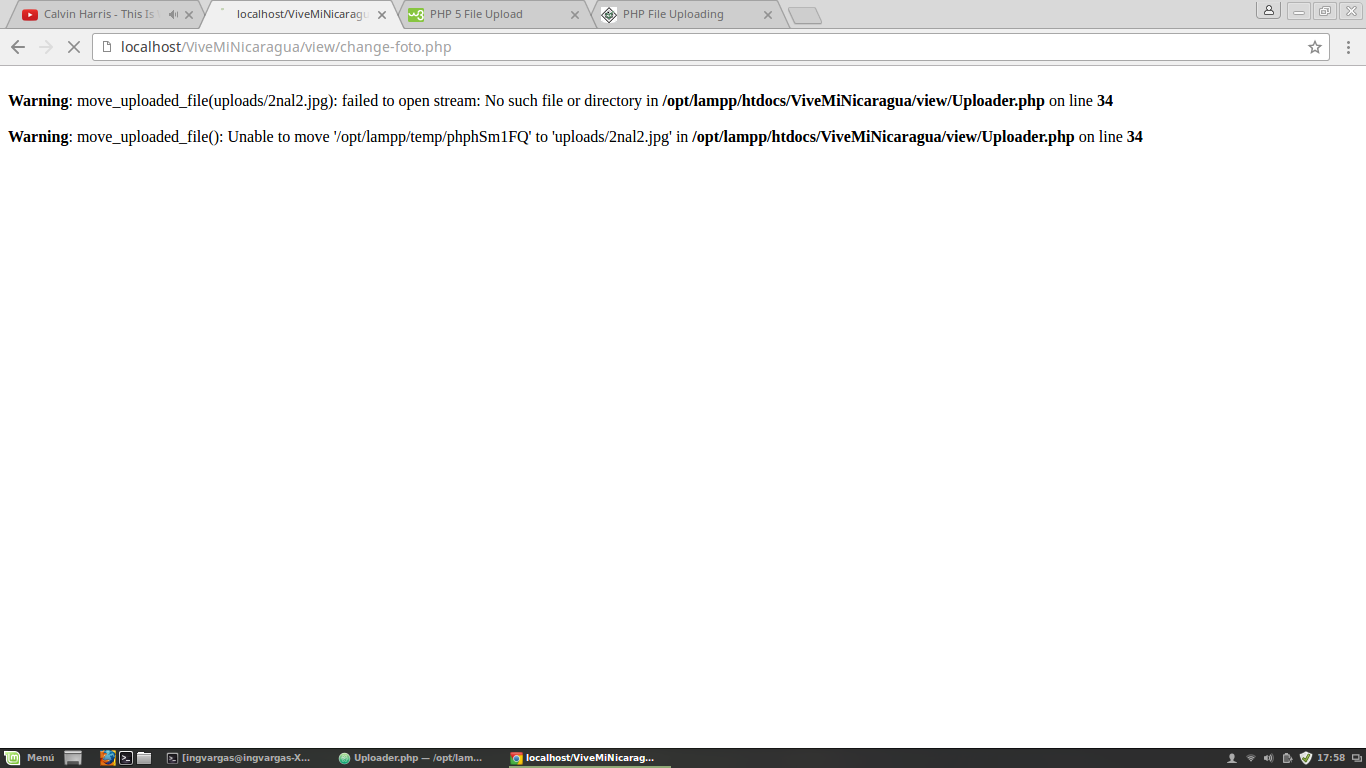 Calvin Harris - This Is
localhost/ViveMiNicaragu
PHP 5 File Upload
PHP File Uploading
localhost/ViveMiNicaragua/view/change-foto.php
Warning: move_uploaded_file(uploads/2nal2.jpg): failed to open stream: No such file or directory in /opt/lampp/htdocs/ViveMiNicaragua/view/Uploader.php on line 34
Warning: move_uploaded_file(): Unable to move '/opt/lampp/temp/phphSm1FQ' to 'uploads/2nal2.jpg' in /opt/lampp/htdocs/ViveMiNicaragua/view/Uploader.php on line 34
Menú
[ingvargas@ingvargas-X...
Uploader.php — /opt/lam...
localhost/ViveMiNicarag...
17:58